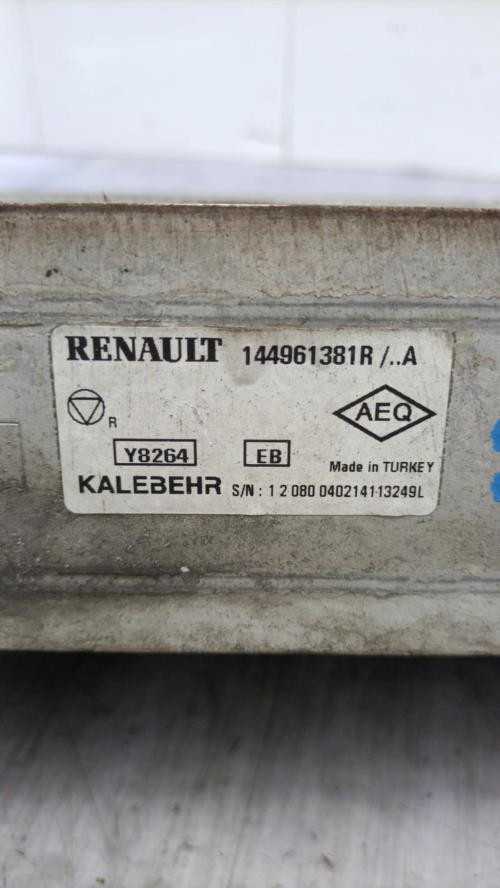 RENAULT 144961381R /..A
R
AEQ
Y8264 EB
Made in TURKEY
KALEBEHR S/N : 1 2 080 040214113249L